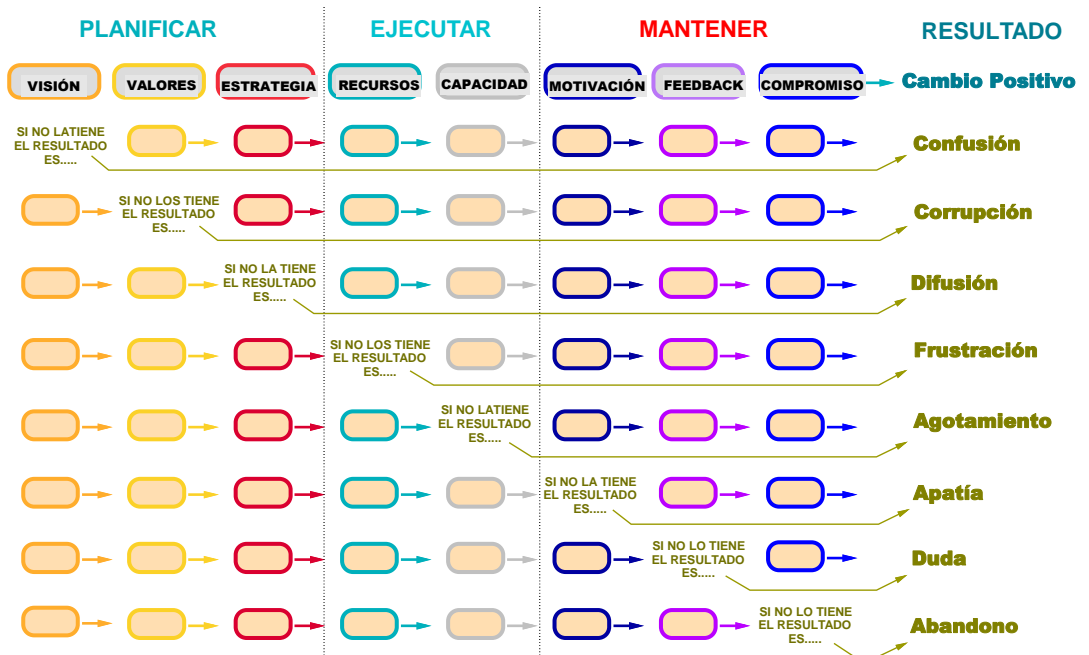 PLANIFICAR
EJECUTAR
MANTENER
RESULTADO
VISIÓN
VALORES
ESTRATEGIA
RECURSOS
CAPACIDAD
MOTIVACIÓN
FEEDBACK
COMPROMISO
Cambio Positivo
SI NO LATIENE
EL RESULTADO
ES.....
Confusión
SI NO LOS TIENE
EL RESULTADO
ES.....
Corrupción
SI NO LA TIENE
EL RESULTADO
ES.....
Difusión
SI NO LOS TIENE
EL RESULTADO
ES.....
Frustración
SI NO LATIENE
EL RESULTADO
ES.....
Agotamiento
SI NO LA TIENE
EL RESULTADO
ES.....
Apatía
SI NO LO TIENE
EL RESULTADO
ES.....
Duda
SI NO LO TIENE
EL RESULTADO
ES.....
Abandono